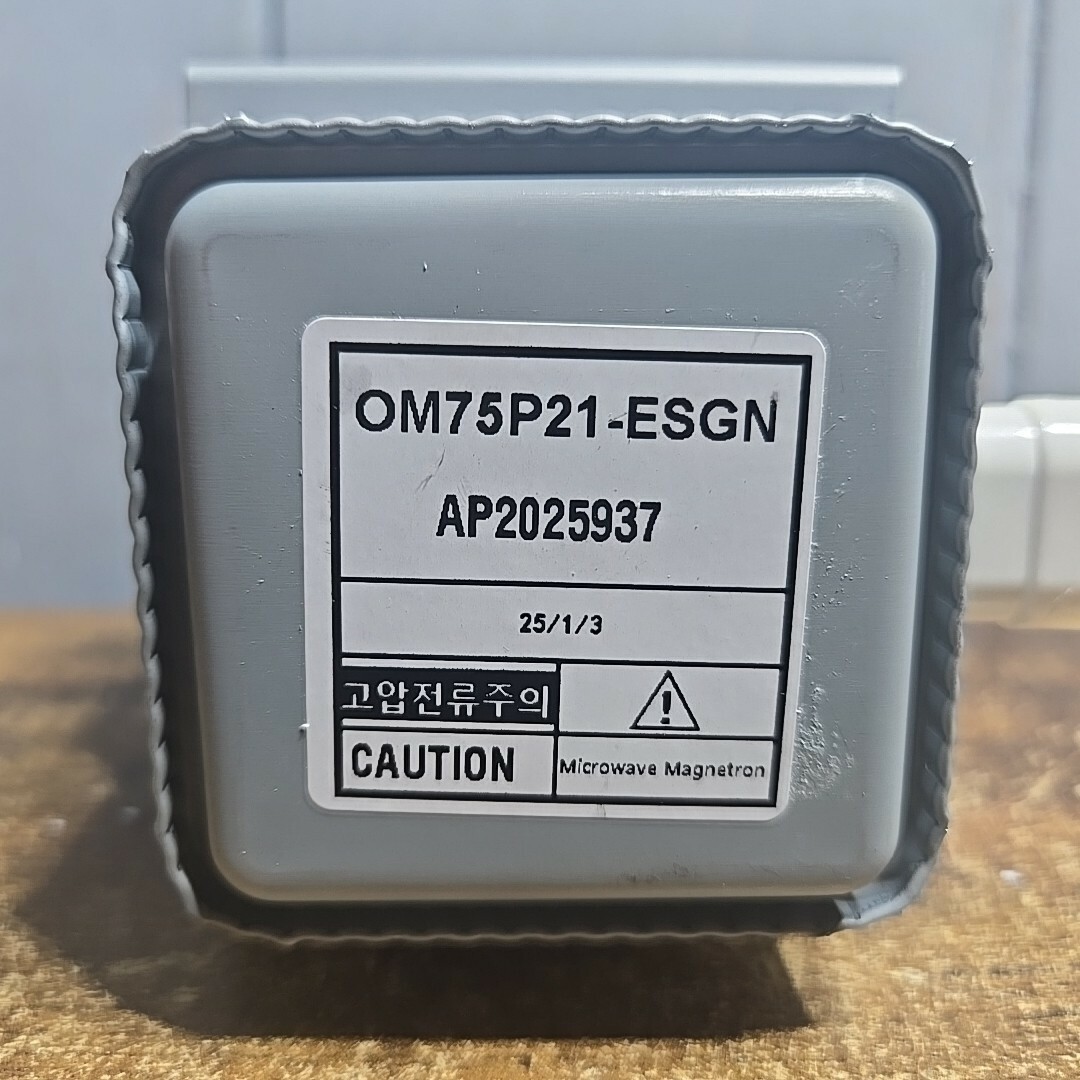 OM75P21-ESGN
AP2025937
25/1/3
고압전류주의
CAUTION
Microwave Magnetron